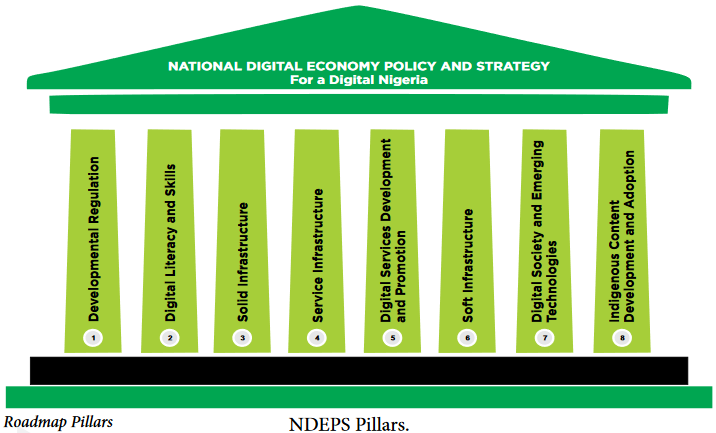 NATIONAL DIGITAL ECONOMY POLICY AND STRATEGY
For a Digital Nigeria
Developmental Regulation
1
Digital Literacy and Skills
2
Solid Infrastructure
3
Service Infrastructure
4
Digital Services Development
and Promotion
5
Soft Infrastructure
6
Digital Society and Emerging
Technologies
7
Indigenous Content
Development and Adoption
8
Roadmap Pillars
NDEPS Pillars.